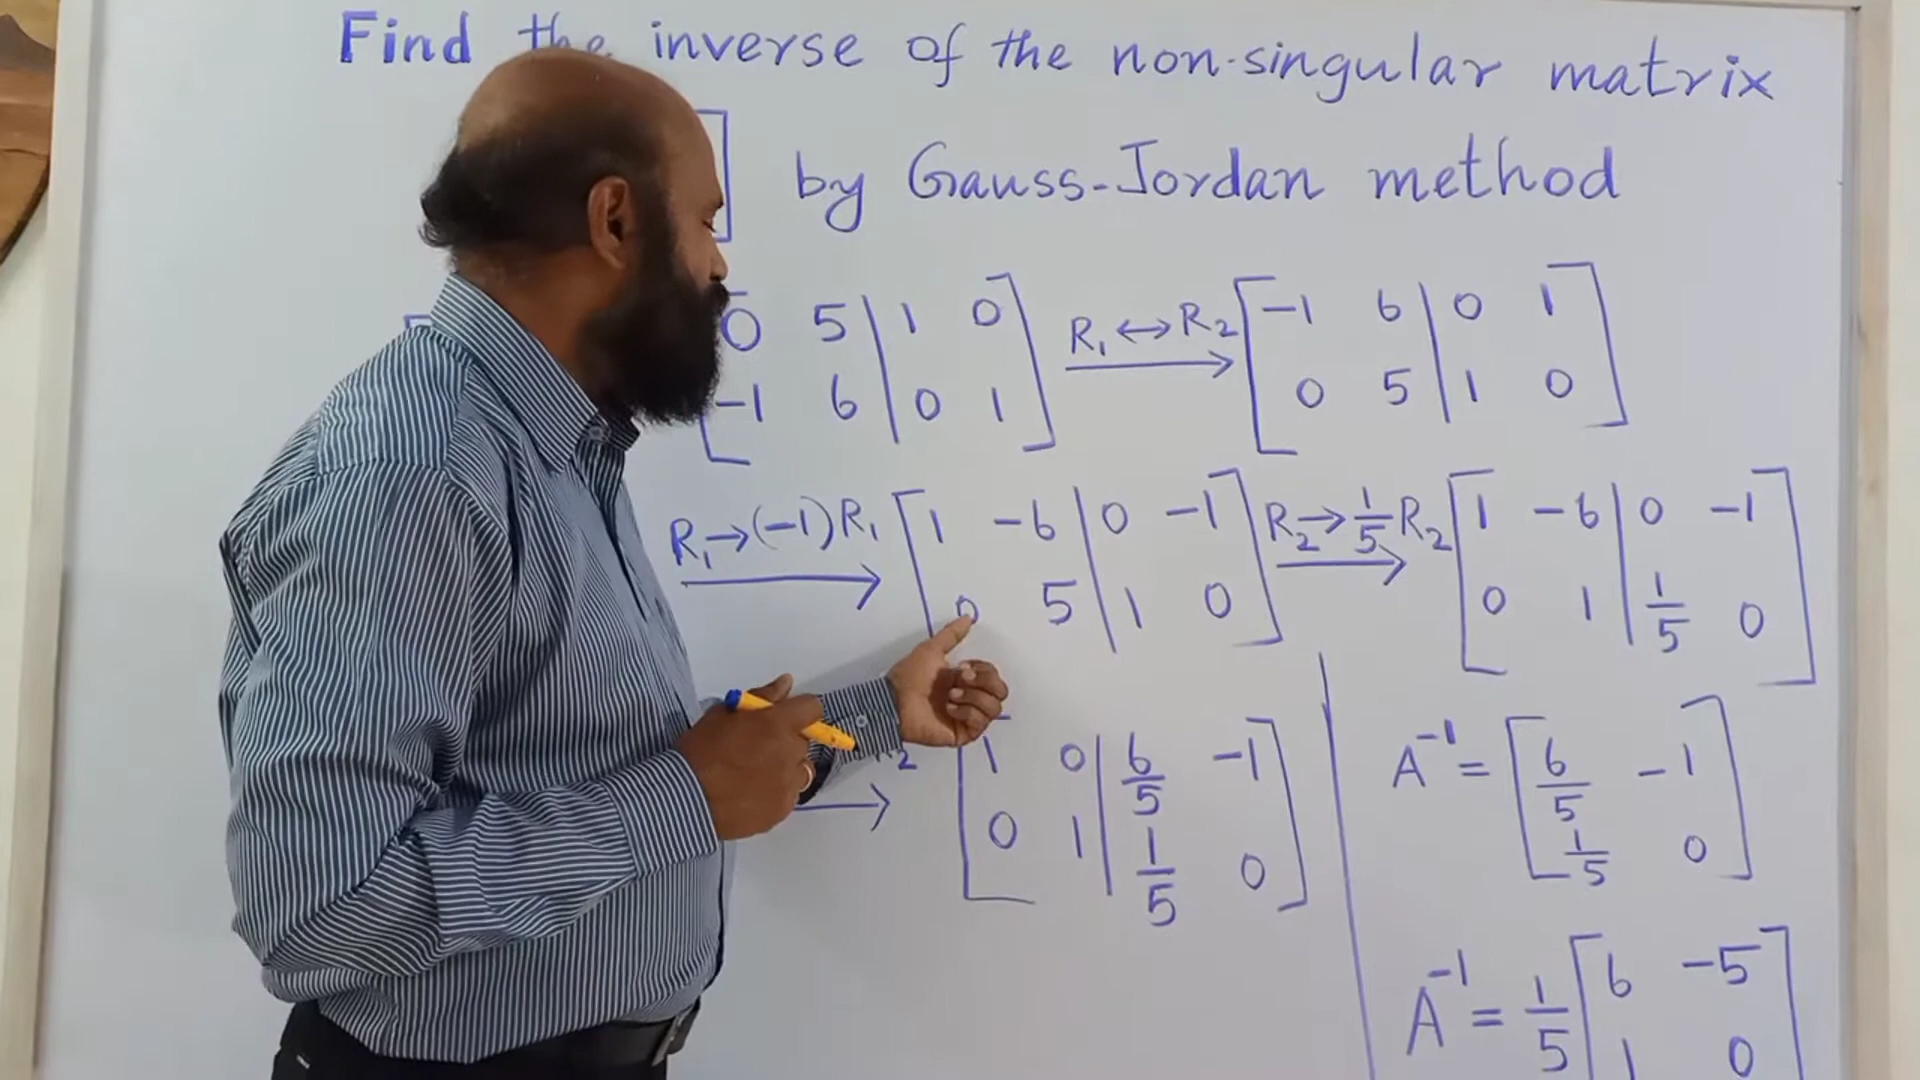 Find the inverse of the non-singular matrix
by Gauss-Jordan method
0 5 | 1 0 R₁ ↔ R₂ -1 6 | 0 1
-1 6 | 0 1 0 5 | 1 0
R₁ → (-1) R₁ 1 -6 | 0 -1 R₂ → 1/5 R₂ 1 -6 | 0 -1
0 5 | 1 0 0 1 | 1/5 0
1 0 | 6/5 -1
0 1 | 1/5 0
A⁻¹ = 6/5 -1
1/5 0
A⁻¹ = 1/5 6 -5
1 0